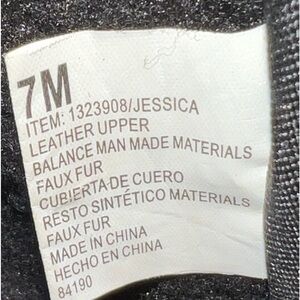 7M
ITEM: 1323908/JESSICA
LEATHER UPPER
BALANCE MAN MADE MATERIALS
FAUX FUR
CUBIERTA DE CUERO
RESTO SINTÉTICO MATERIALS
FAUX FUR
MADE IN CHINA
HECHO EN CHINA
84190